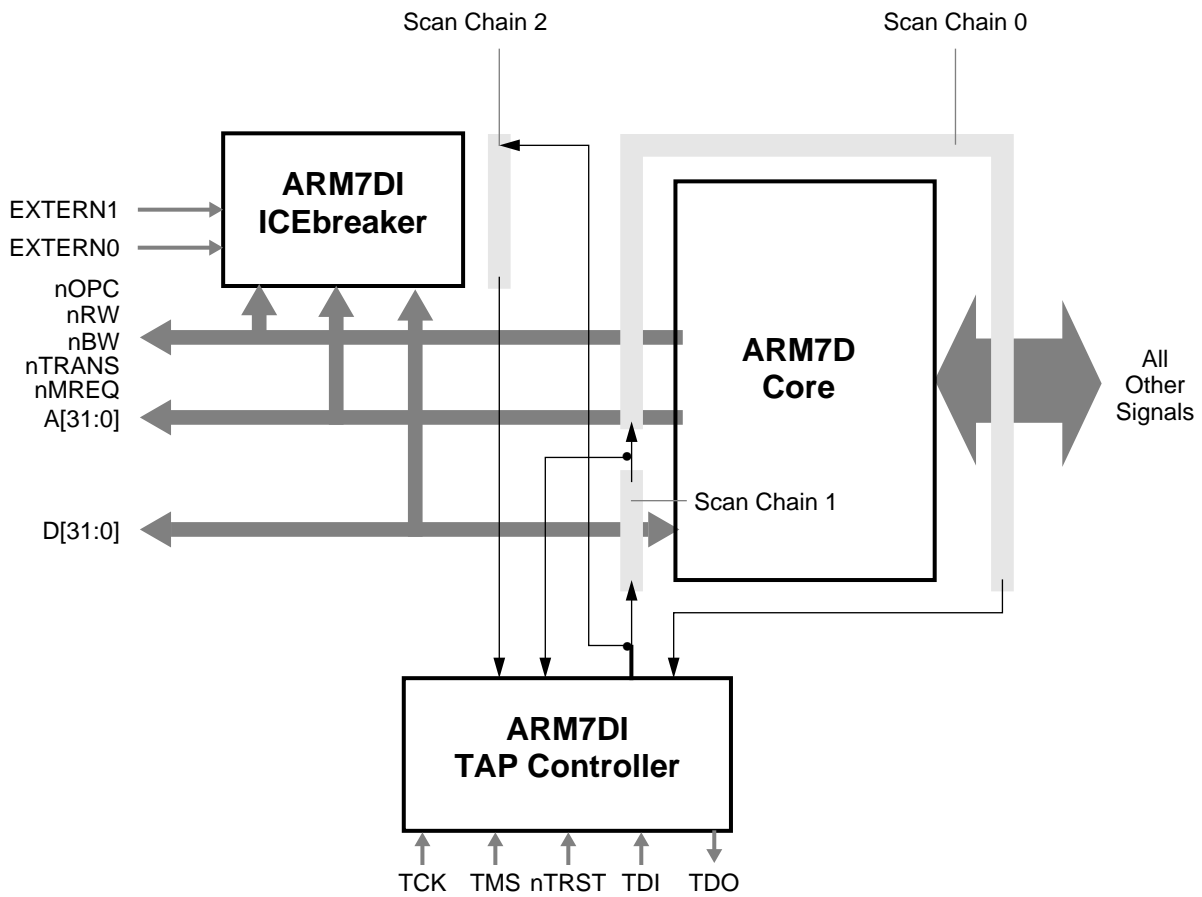 Scan Chain 2
Scan Chain 0
ARM7DI
ICEbreaker
EXTERN1
EXTERN0
nOPC
nRW
nBW
nTRANS
nMREQ
A[31:0]
D[31:0]
ARM7D
Core
All
Other
Signals
Scan Chain 1
ARM7DI
TAP Controller
TCK
TMS
nTRST
TDI
TDO